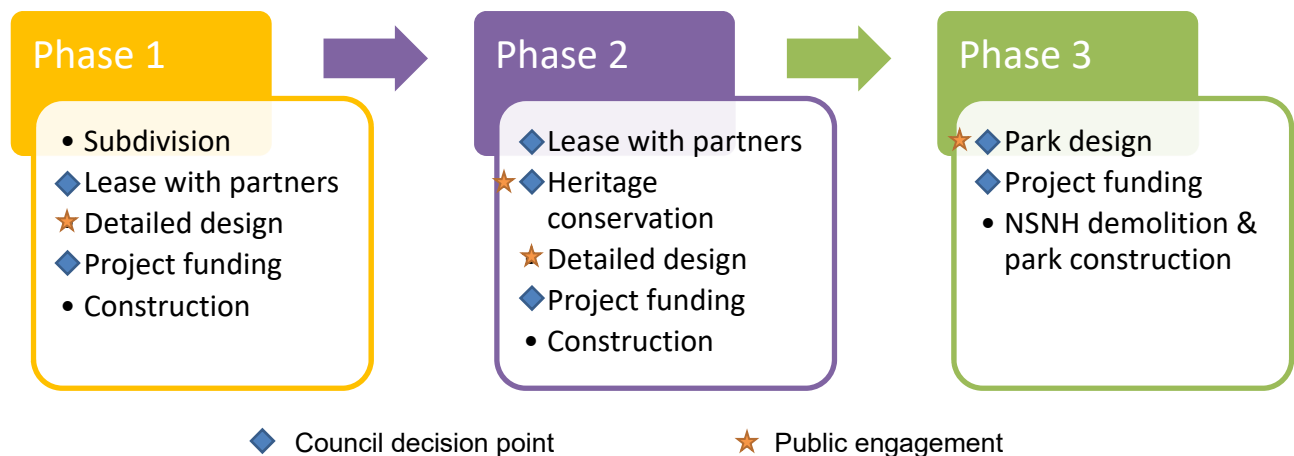 Phase 1
• Subdivision
Lease with partners
Detailed design
Project funding
• Construction
Phase 2
Lease with partners
Heritage
conservation
Detailed design
Project funding
• Construction
Phase 3
Park design
Project funding
• NSNH demolition &
park construction
Council decision point
Public engagement